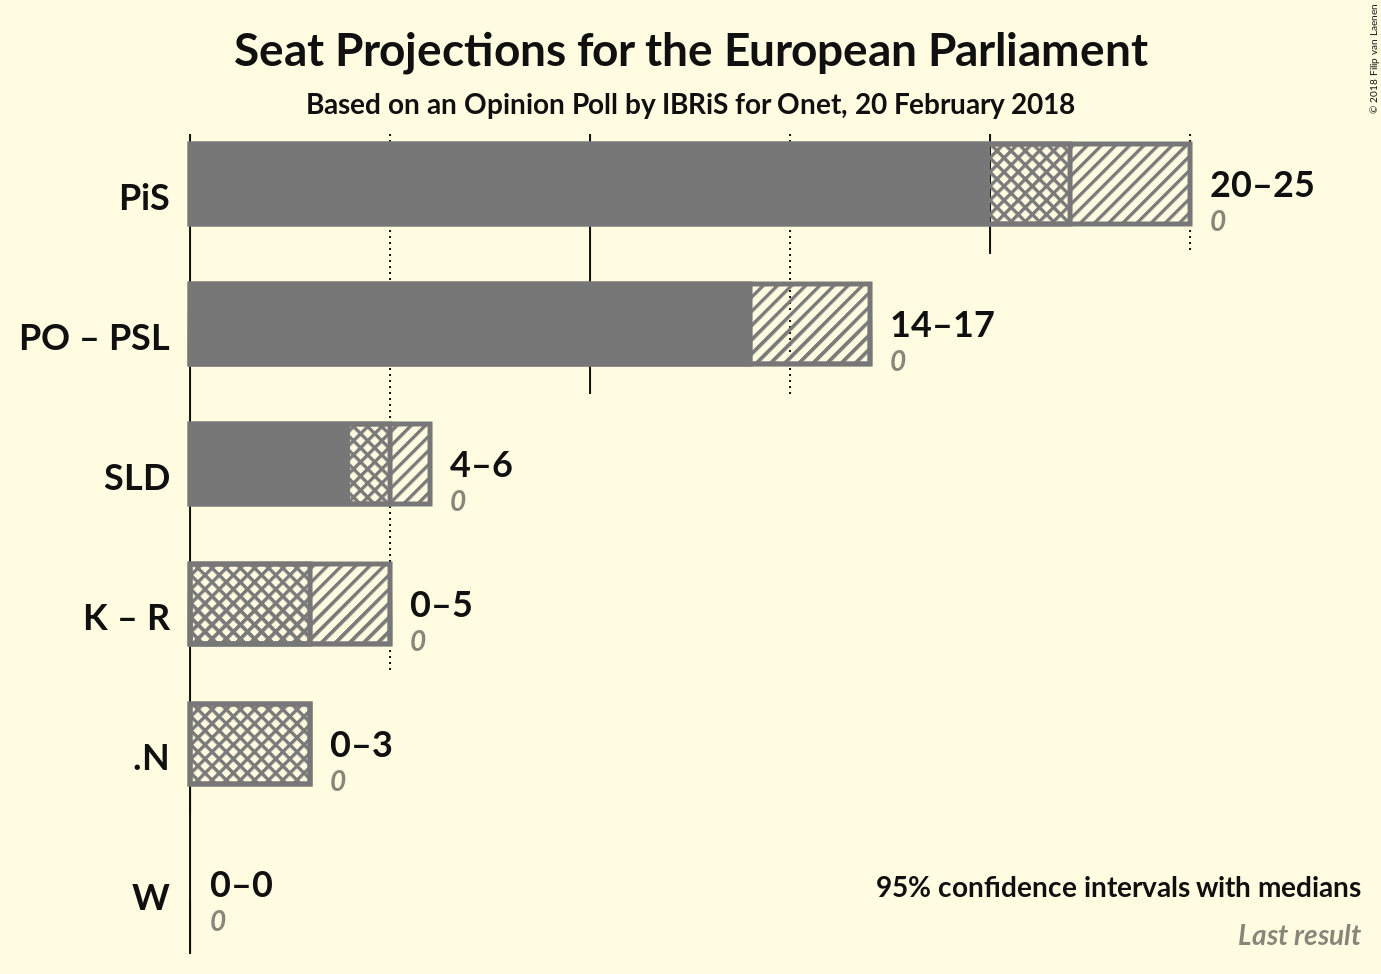 Seat Projections for the European Parliament
Based on an Opinion Poll by IBRiS for Onet, 20 February 2018
© 2018 Filip van Laenen
PiS
20–25
0
PO – PSL
14–17
0
SLD
4–6
0
K – R
0–5
0
.N
0–3
0
W
0–0
0
95% confidence intervals with medians
Last result